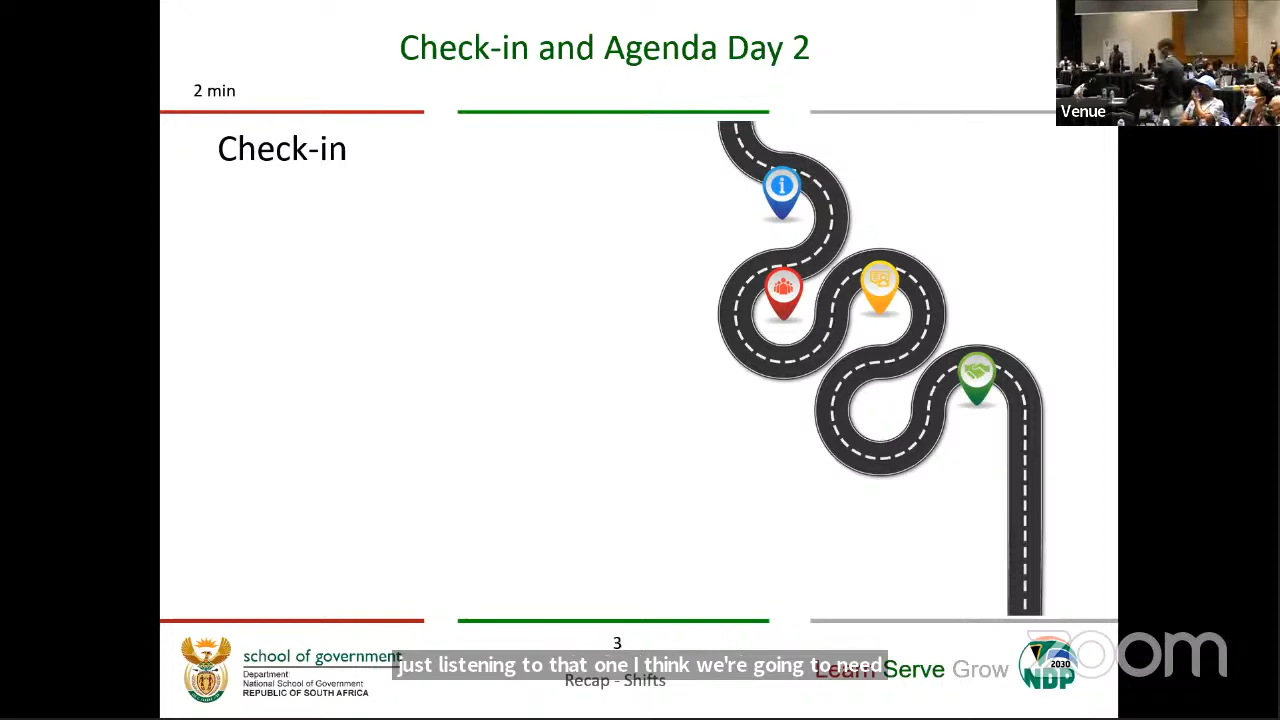 Check-in and Agenda Day 2
2 min
Venue
Check-in
3
just listening to that one I think we're going to need
Recap - Shifts
school of government
Department:
National School of Government
REPUBLIC OF SOUTH AFRICA
Learn Serve Grow
2030
NDP
zoom